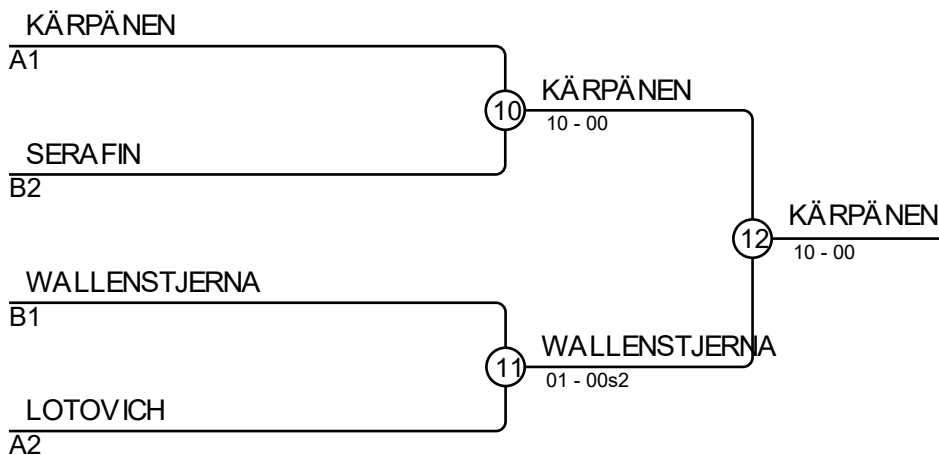 KÄRPÄNEN
A1
10
KÄRPÄNEN
10 - 00
SERAFIN
B2
12
KÄRPÄNEN
10 - 00
WALLENSTJERNA
B1
11
WALLENSTJERNA
01 - 00s2
LOTOVICH
A2